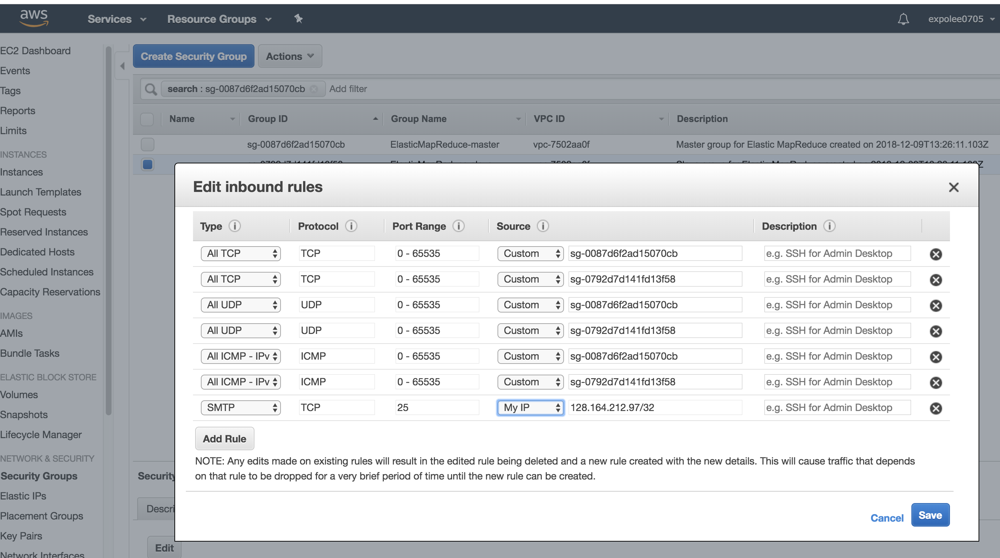 aws Services Resource Groups expolee0705
EC2 Dashboard
Events
Tags
Reports
Limits
INSTANCES
Instances
Launch Templates
Spot Requests
Reserved Instances
Dedicated Hosts
Scheduled Instances
Capacity Reservations
IMAGES
AMIs
Bundle Tasks
ELASTIC BLOCK STORE
Volumes
Snapshots
Lifecycle Manager
NETWORK & SECURITY
Security Groups
Elastic IPs
Placement Groups
Key Pairs
Network Interfaces
Create Security Group Actions
search : sg-0087d6f2ad15070cb Add filter
Name Group ID Group Name VPC ID Description
sg-0087d6f2ad15070cb ElasticMapReduce-master vpc-7502aa0f Master group for Elastic MapReduce created on 2018-12-09T13:26:11.103Z
Edit inbound rules
Type Protocol Port Range Source Description
All TCP TCP 0 - 65535 Custom sg-0087d6f2ad15070cb e.g. SSH for Admin Desktop
All TCP TCP 0 - 65535 Custom sg-0792d7d141fd13f58 e.g. SSH for Admin Desktop
All UDP UDP 0 - 65535 Custom sg-0087d6f2ad15070cb e.g. SSH for Admin Desktop
All UDP UDP 0 - 65535 Custom sg-0792d7d141fd13f58 e.g. SSH for Admin Desktop
All ICMP - IPv ICMP 0 - 65535 Custom sg-0087d6f2ad15070cb e.g. SSH for Admin Desktop
All ICMP - IPv ICMP 0 - 65535 Custom sg-0792d7d141fd13f58 e.g. SSH for Admin Desktop
SMTP TCP 25 My IP 128.164.212.97/32 e.g. SSH for Admin Desktop
Add Rule
NOTE: Any edits made on existing rules will result in the edited rule being deleted and a new rule created with the new details. This will cause traffic that depends
on that rule to be dropped for a very brief period of time until the new rule can be created.
Cancel Save
Security
Descri
Edit